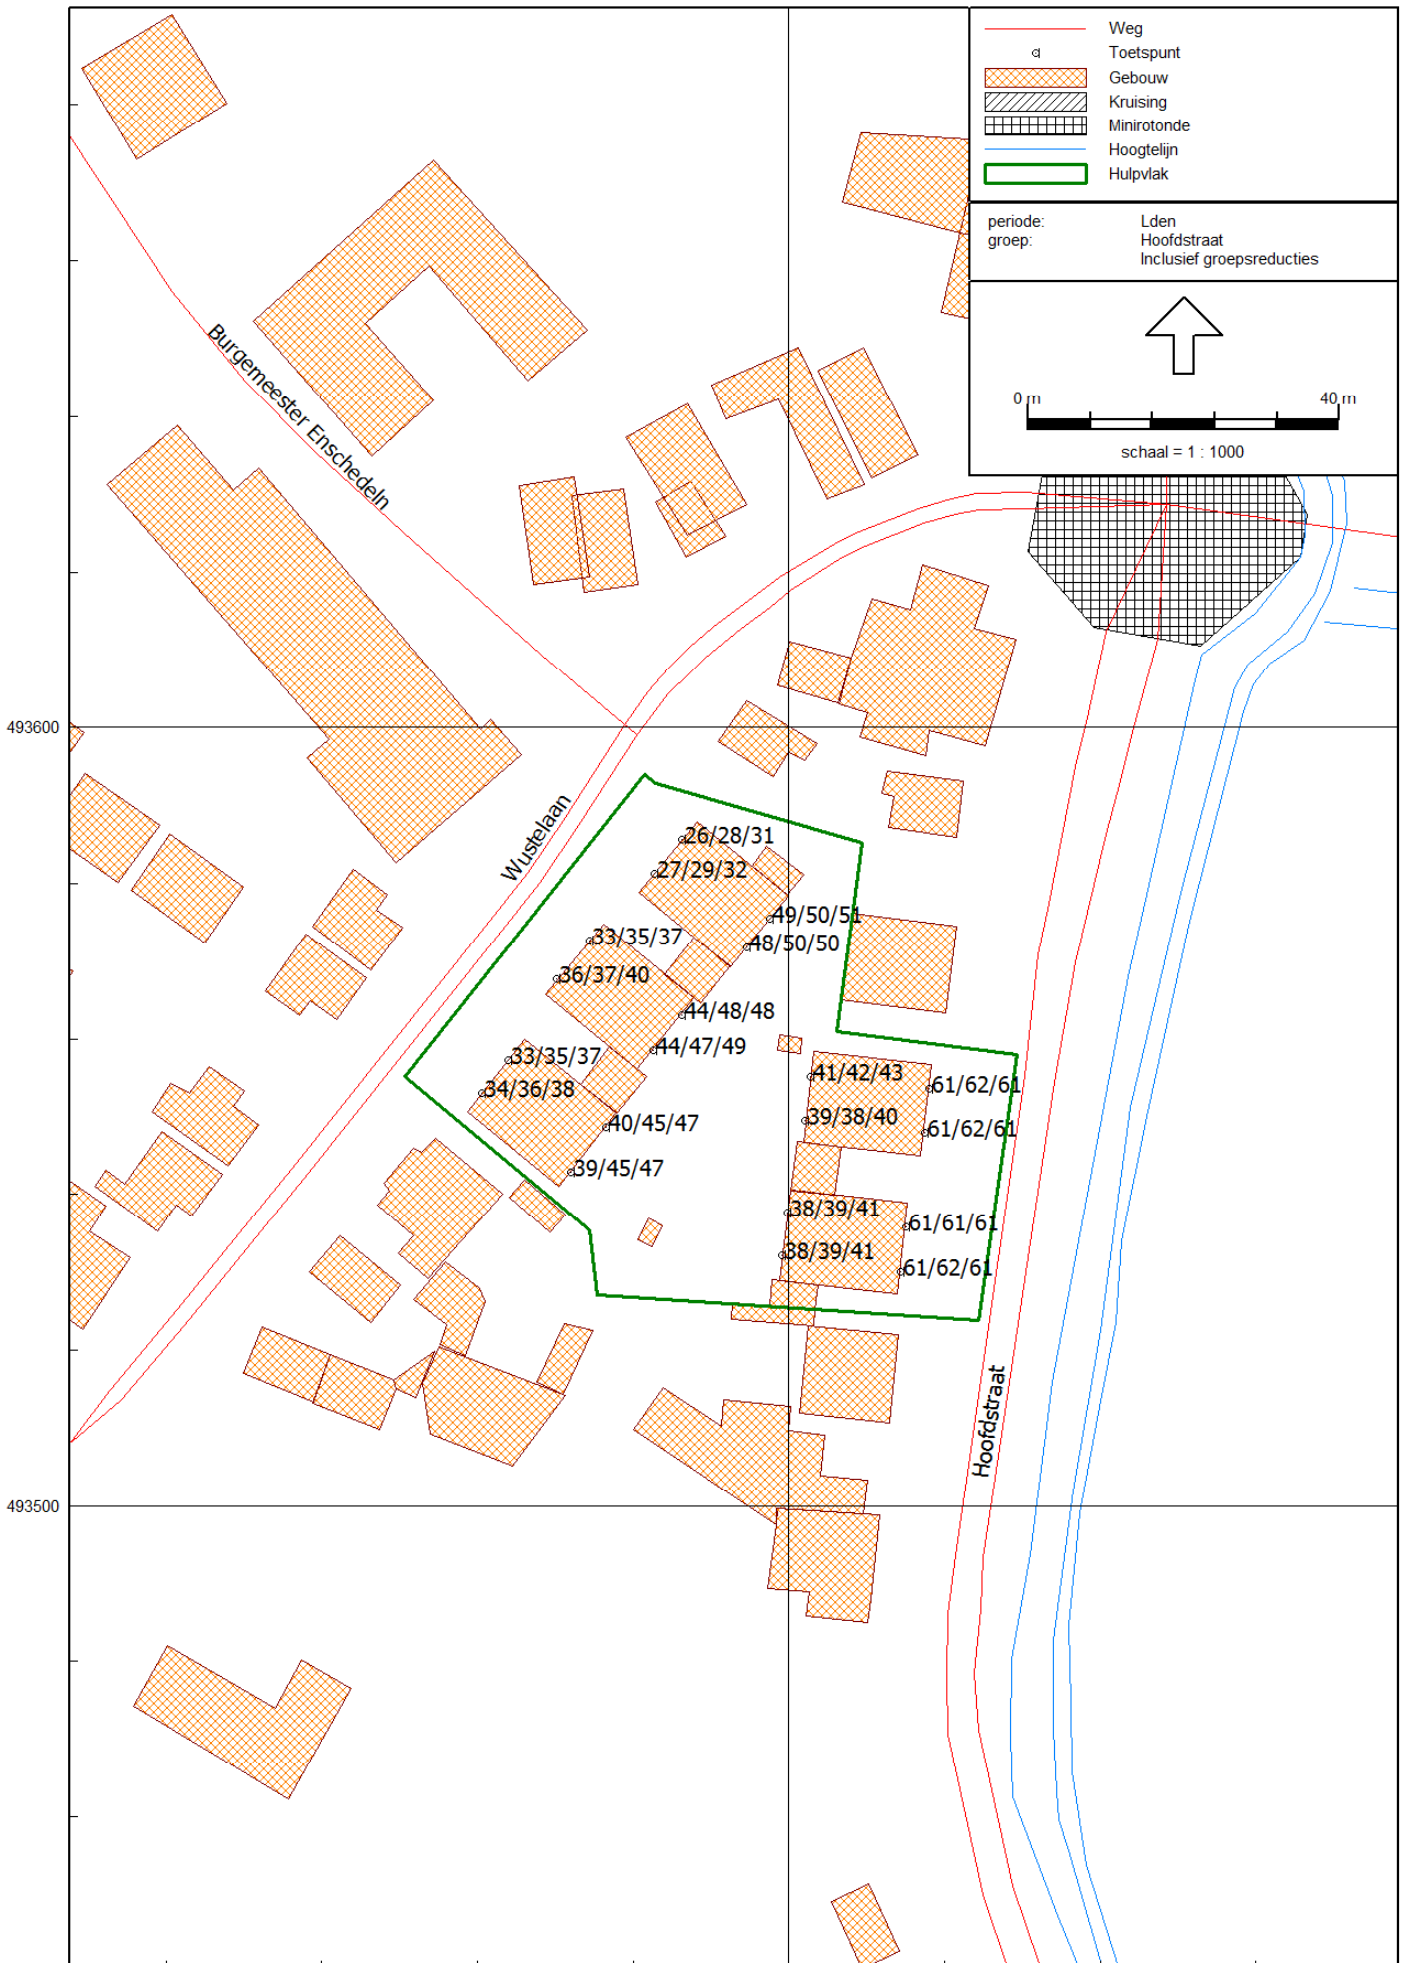 Weg
Toetspunt
Gebouw
Kruising
Minirotonde
Hoogtelijn
Hulpvlak
periode: Lden
groep: Hoofdstraat
Inclusief groepsreducties
0 m 40 m
schaal = 1 : 1000
Burgemeester Enschedeln
493600
Wustelaan
26/28/31
27/29/32
49/50/51
48/50/50
33/35/37
36/37/40
44/48/48
44/47/49
33/35/37
34/36/38
41/42/43
61/62/61
39/38/40
61/62/61
40/45/47
39/45/47
38/39/41
61/61/61
38/39/41
61/62/61
Hoofdstraat
493500